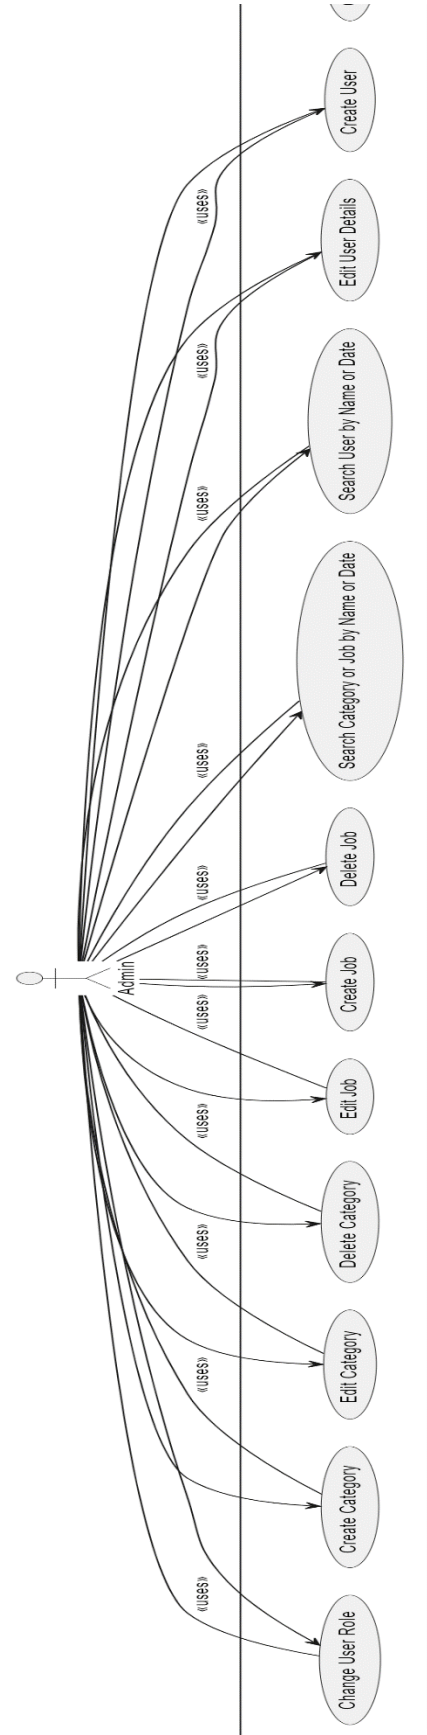 Create User
«uses»
Edit User Details
«uses»
Search User by Name or Date
«uses»
Search Category or Job by Name or Date
«uses»
Delete Job
«uses»
Admin
«uses»
Create Job
«uses»
Edit Job
«uses»
Delete Category
«uses»
Edit Category
«uses»
Create Category
«uses»
Change User Role